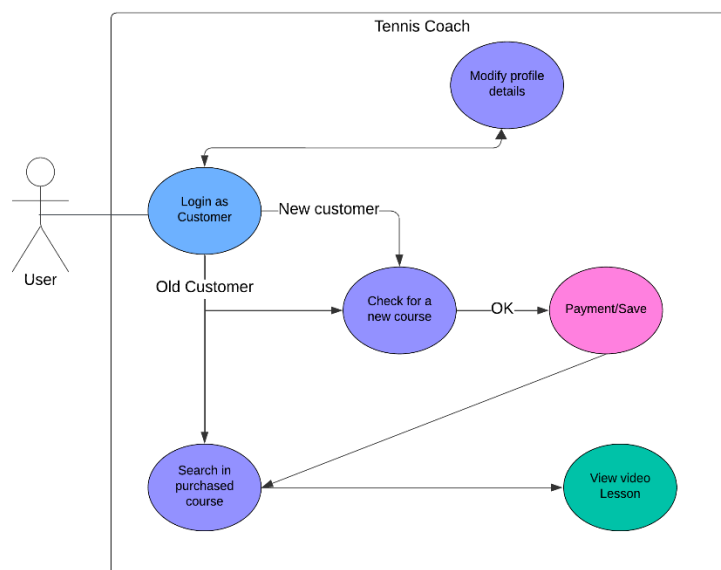 Tennis Coach
Modify profile
details
Login as
Customer
New customer
User
Old Customer
Check for a
new course
OK
Payment/Save
Search in
purchased
course
View video
Lesson